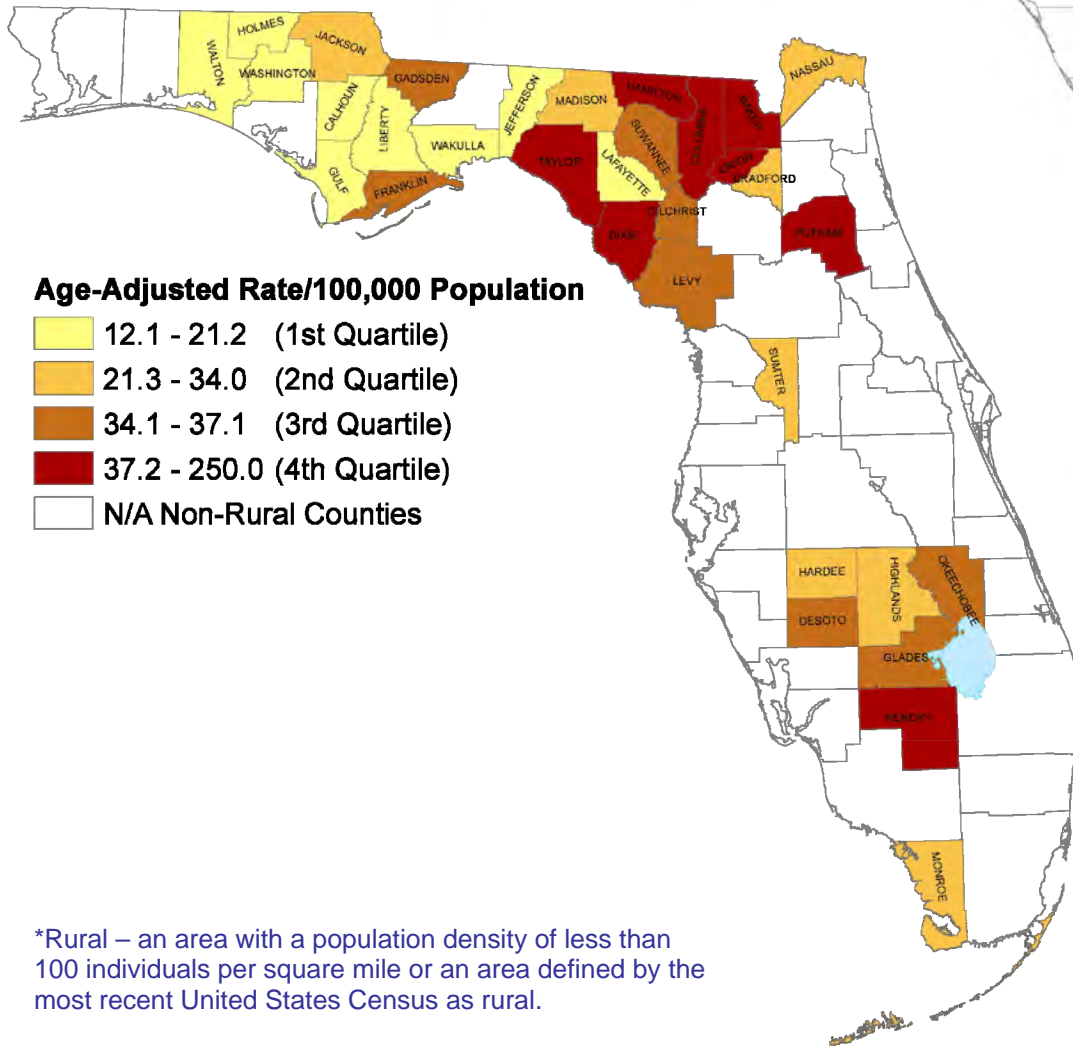 HOLMES
JACKSON
WALTON
WASHINGTON
GADSDEN
CALHOUN
LIBERTY
JEFFERSON
MADISON
HAMILTON
NASSAU
BAKER
COLUMBIA
SUWANNEE
WAKULLA
TAYLOR
LAFAYETTE
UNION
BRADFORD
GULF
FRANKLIN
GILCHRIST
DIXIE
PUTNAM
LEVY
Age-Adjusted Rate/100,000 Population
12.1 - 21.2 (1st Quartile)
21.3 - 34.0 (2nd Quartile)
34.1 - 37.1 (3rd Quartile)
37.2 - 250.0 (4th Quartile)
N/A Non-Rural Counties
SUMTER
HARDEE
HIGHLANDS
OKEECHOBEE
DESOTO
GLADES
HENDRY
MONROE
*Rural – an area with a population density of less than
100 individuals per square mile or an area defined by the
most recent United States Census as rural.